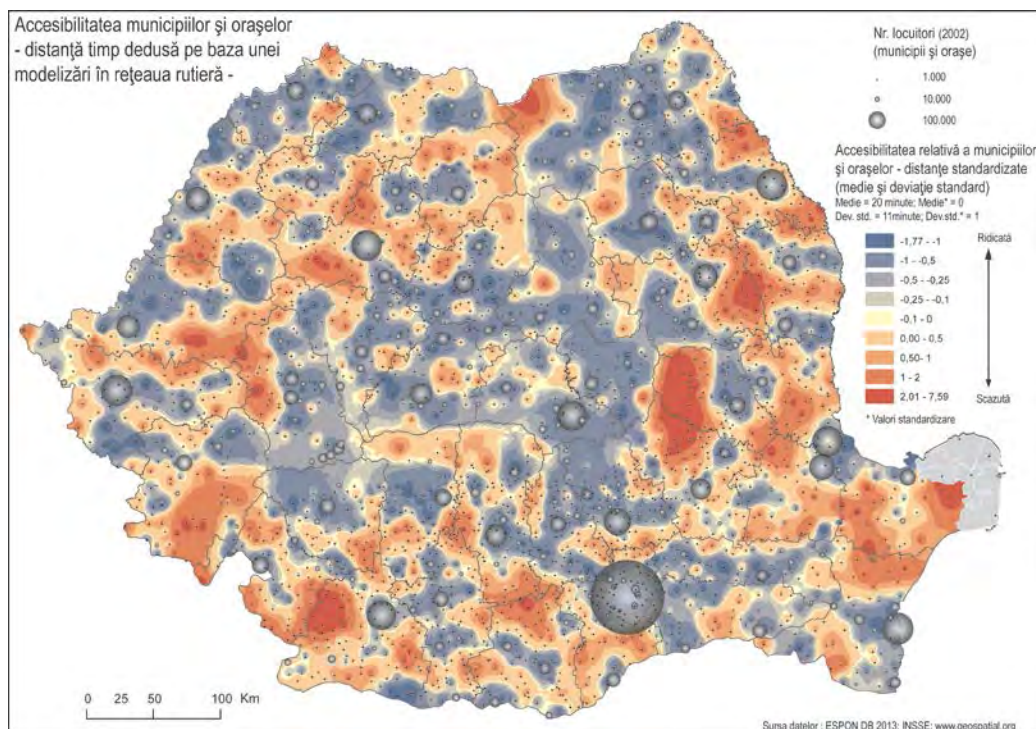 Accesibilitatea municipiilor şi oraşelor
- distanţă timp dedusă pe baza unei
modelizări în reţeaua rutieră -
Nr. locuitori (2002)
(municipii şi oraşe)
1.000
10.000
100.000
Accesibilitatea relativă a municipiilor
şi oraşelor - distanţe standardizate
(medie şi deviaţie standard)
Medie = 20 minute; Medie* = 0
Dev. std. = 11minute; Dev.std.* = 1
Ridicată
-1,77 - -1
-1 - -0,5
-0,5 - -0,25
-0,25 - -0,1
-0,1 - 0
0,00 - 0,5
0,50- 1
1 - 2
2,01 - 7,59
Scazută
* Valori standardizare
0 25 50 100 Km
Sursa datelor : ESPON DB 2013; INSSE; www.geospatial.org